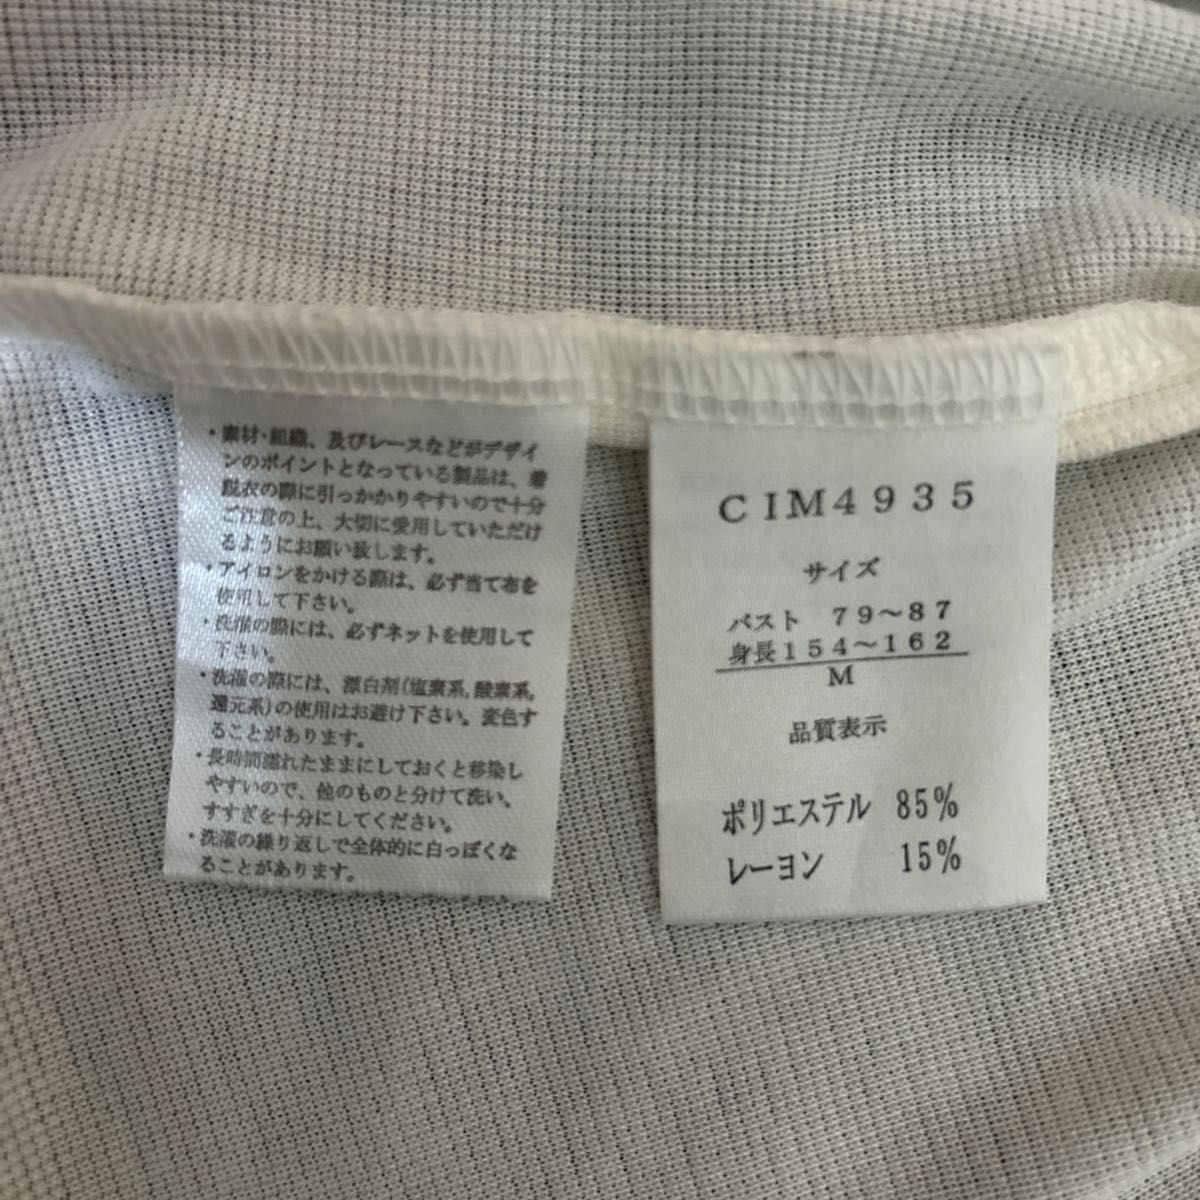 ・素材・組織、及びレースなどがデザイ
ンのポイントとなっている製品は、着
脱衣の際に引っかかりやすいので十分
ご注意の上、大切に愛用していただけ
るようにお願い致します。
・アイロンをかける際は、必ず当て布を
使用して下さい。
・洗濯の際には、必ずネットを使用して
下さい。
・洗濯の際には、漂白剤(塩素系,酸素系,
還元系)の使用はお避け下さい。変色す
ることがあります。
・長時間濡れたままにしておくと移染し
やすいので、他のものと分けて洗い、
すすぎを十分にしてください。
・洗濯の繰り返しで全体的に白っぽくな
ることがあります。
CIM4935
サイズ
バスト 79～87
身長154～162
M
品質表示
ポリエステル 85%
レーヨン 15%